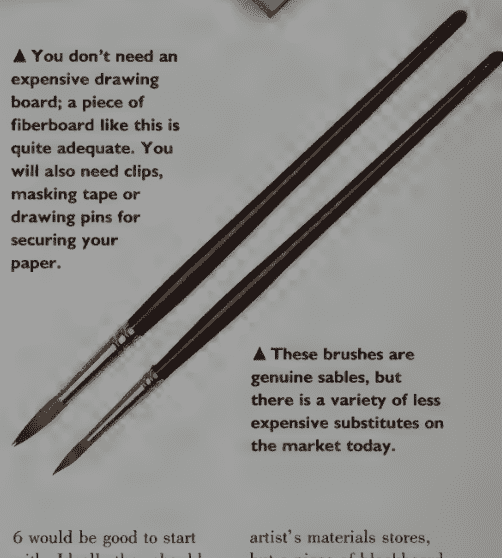 ▲ You don't need an
expensive drawing
board; a piece of
fiberboard like this is
quite adequate. You
will also need clips,
masking tape or
drawing pins for
securing your
paper.
▲ These brushes are
genuine sables, but
there is a variety of less
expensive substitutes on
the market today.
6 would be good to start
artist's materials stores,